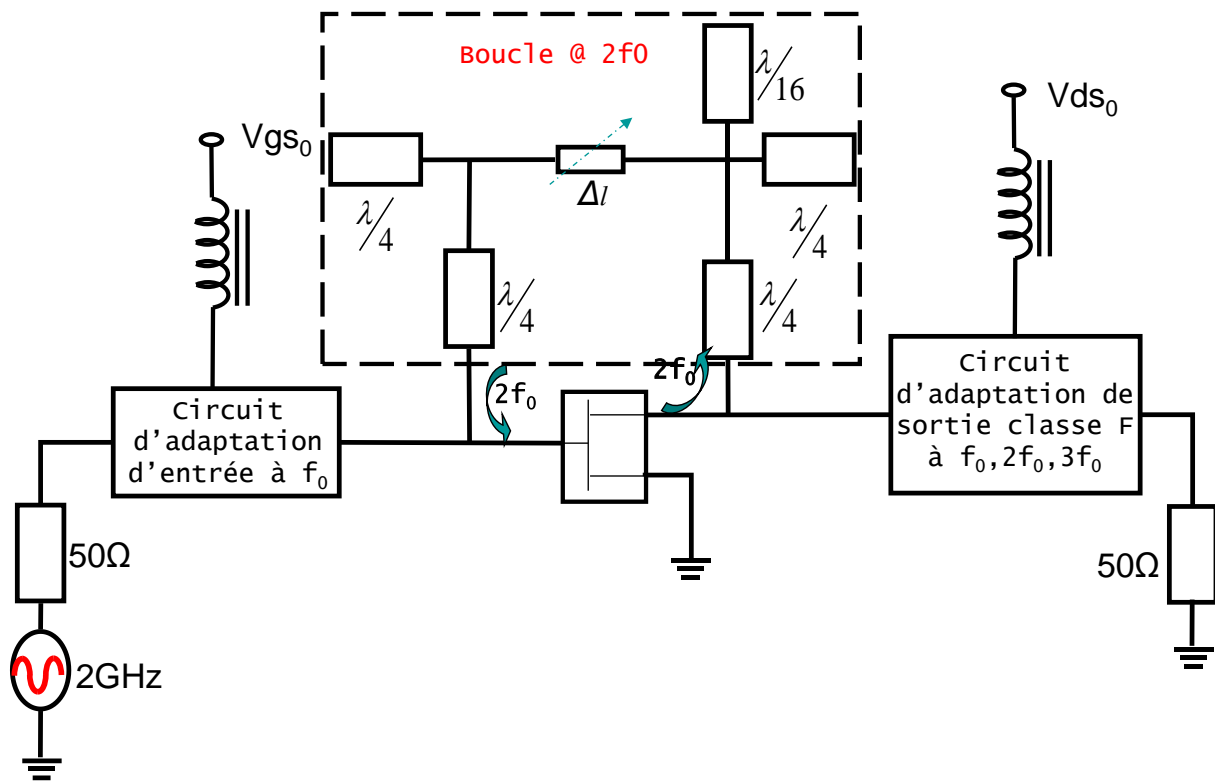 Boucle @ 2f0
λ/16
Vgs₀
Vds₀
Δl
λ/4
λ/4
λ/4
λ/4
2f₀
2f₀
Circuit
d'adaptation
d'entrée à f₀
Circuit
d'adaptation de
sortie classe F
à f₀,2f₀,3f₀
50Ω
50Ω
2GHz